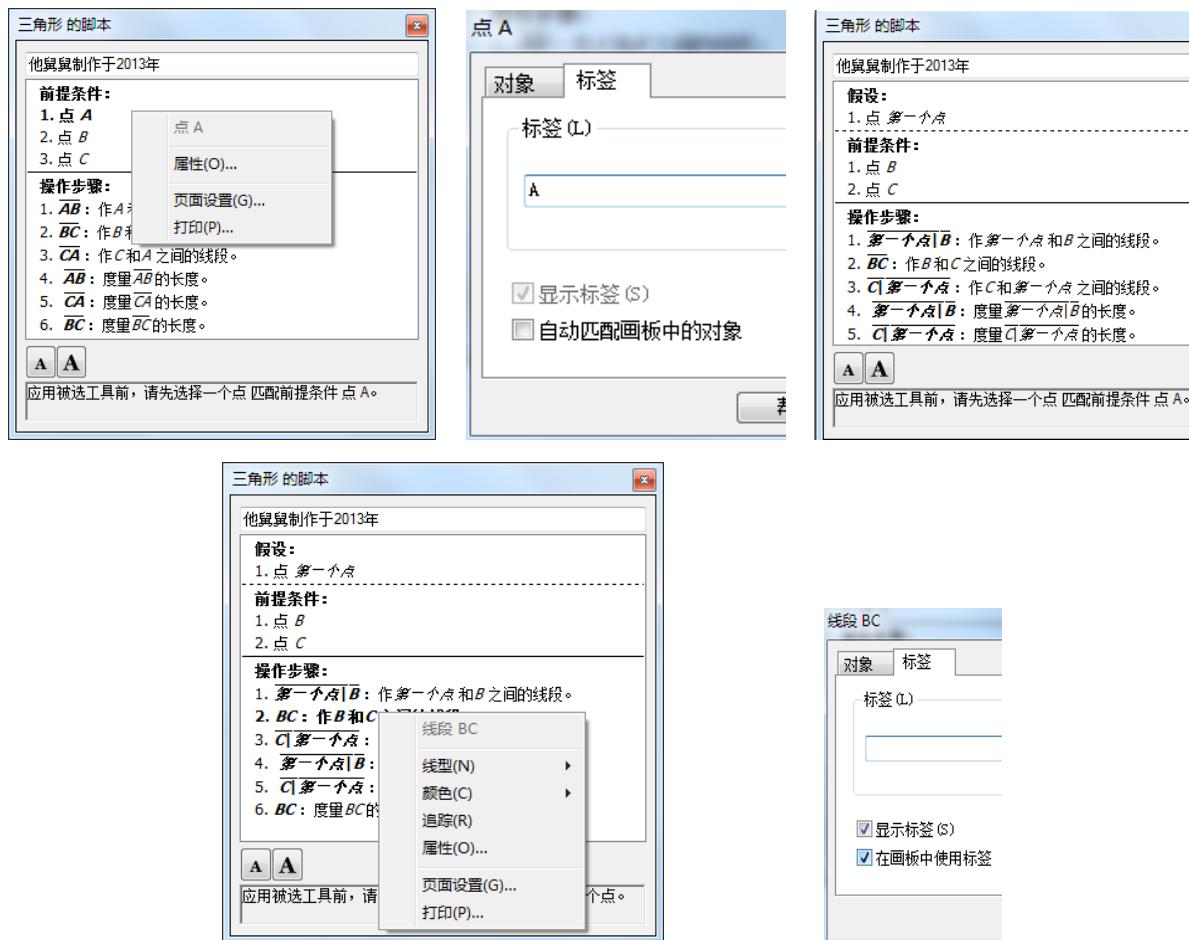 三角形 的脚本
他舅舅制作于2013年
前提条件：
1. 点 A
2. 点 B
3. 点 C
操作步骤：
1. AB：作A
2. BC：作B
3. CA：作C和A之间的线段。
4. AB：度量AB的长度。
5. CA：度量CA的长度。
6. BC：度量BC的长度。
A A
应用被选工具前，请先选择一个点 匹配前提条件 点 A。
点 A
属性(O)...
页面设置(G)...
打印(P)...
点 A
对象 标签
标签(L)
A
显示标签(S)
自动匹配画板中的对象
三角形 的脚本
他舅舅制作于2013年
假设：
1. 点 第一个点
前提条件：
1. 点 B
2. 点 C
操作步骤：
1. 第一个点|B：作第一个点和B之间的线段。
2. BC：作B和C之间的线段。
3. C|第一个点：作C和第一个点之间的线段。
4. 第一个点|B：度量第一个点|B的长度。
5. C|第一个点：度量C|第一个点的长度。
A A
应用被选工具前，请先选择一个点 匹配前提条件 点 A。
三角形 的脚本
他舅舅制作于2013年
假设：
1. 点 第一个点
前提条件：
1. 点 B
2. 点 C
操作步骤：
1. 第一个点|B：作第一个点和B之间的线段。
2. BC：作B和C
3. C|第一个点：
4. 第一个点|B：
5. C|第一个点：
6. BC：度量BC的
A A
应用被选工具前，请 个点。
线段 BC
线型(N)
颜色(C)
追踪(R)
属性(O)...
页面设置(G)...
打印(P)...
线段 BC
对象 标签
标签(L)
显示标签(S)
在画板中使用标签